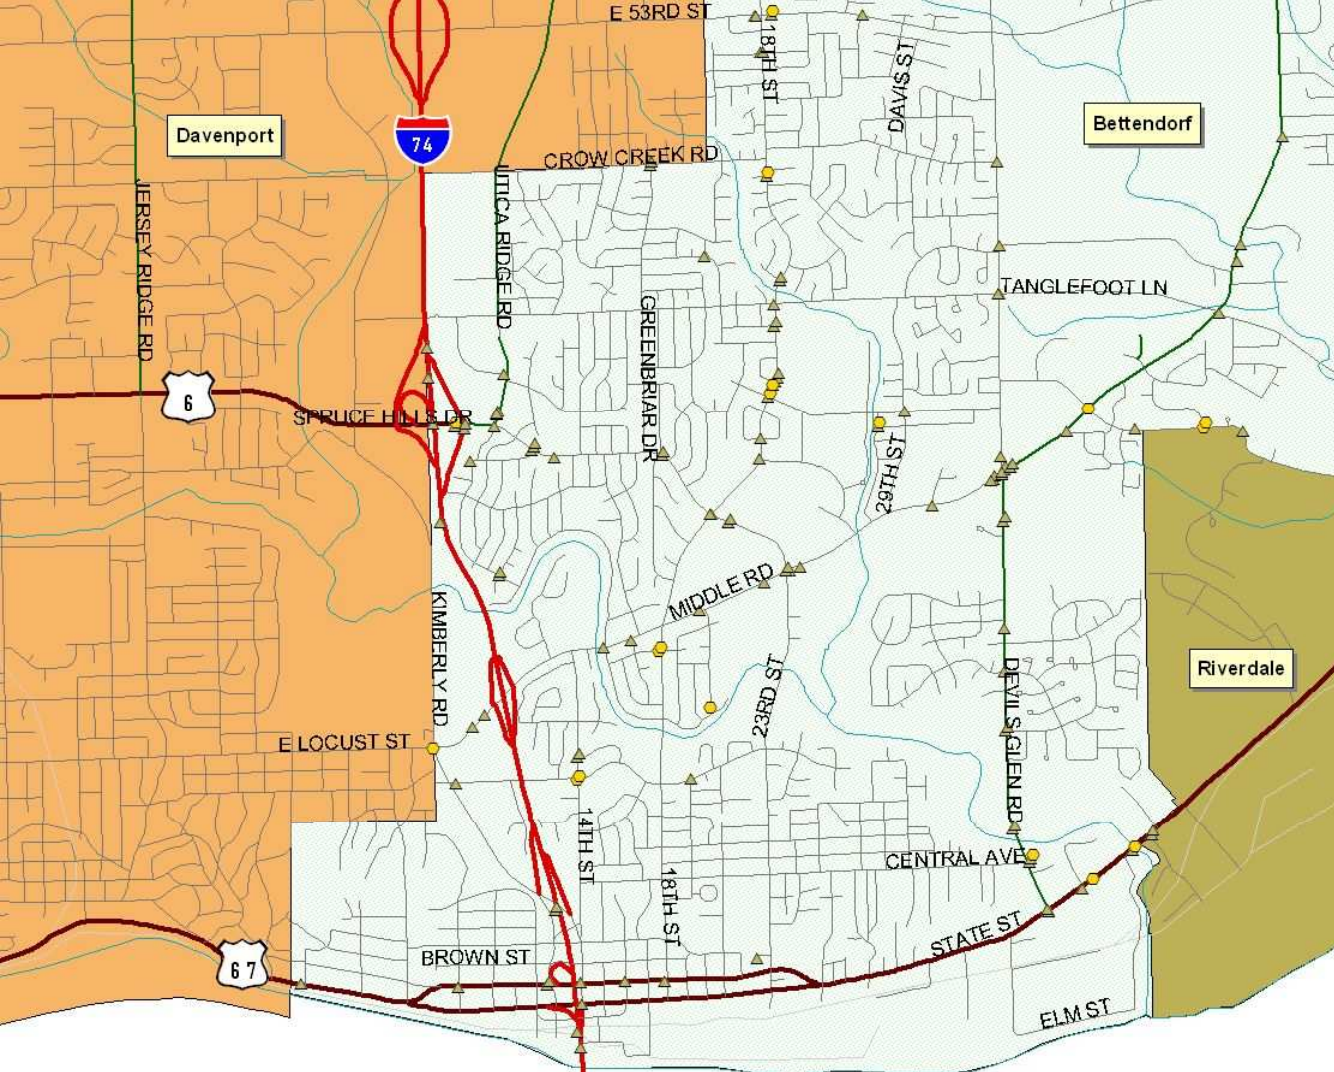 E 53RD ST
18TH ST
DAVIS ST
Davenport
74
Bettendorf
CROW CREEK RD
JERSEY RIDGE RD
UTICA RIDGE RD
TANGLEFOOT LN
GREENBRIAR DR
6
SPRUCE HILLS DR
29TH ST
MIDDLE RD
KIMBERLY RD
23RD ST
Riverdale
DEVILS GLEN RD
E LOCUST ST
14TH ST
CENTRAL AVE
18TH ST
STATE ST
BROWN ST
67
ELM ST